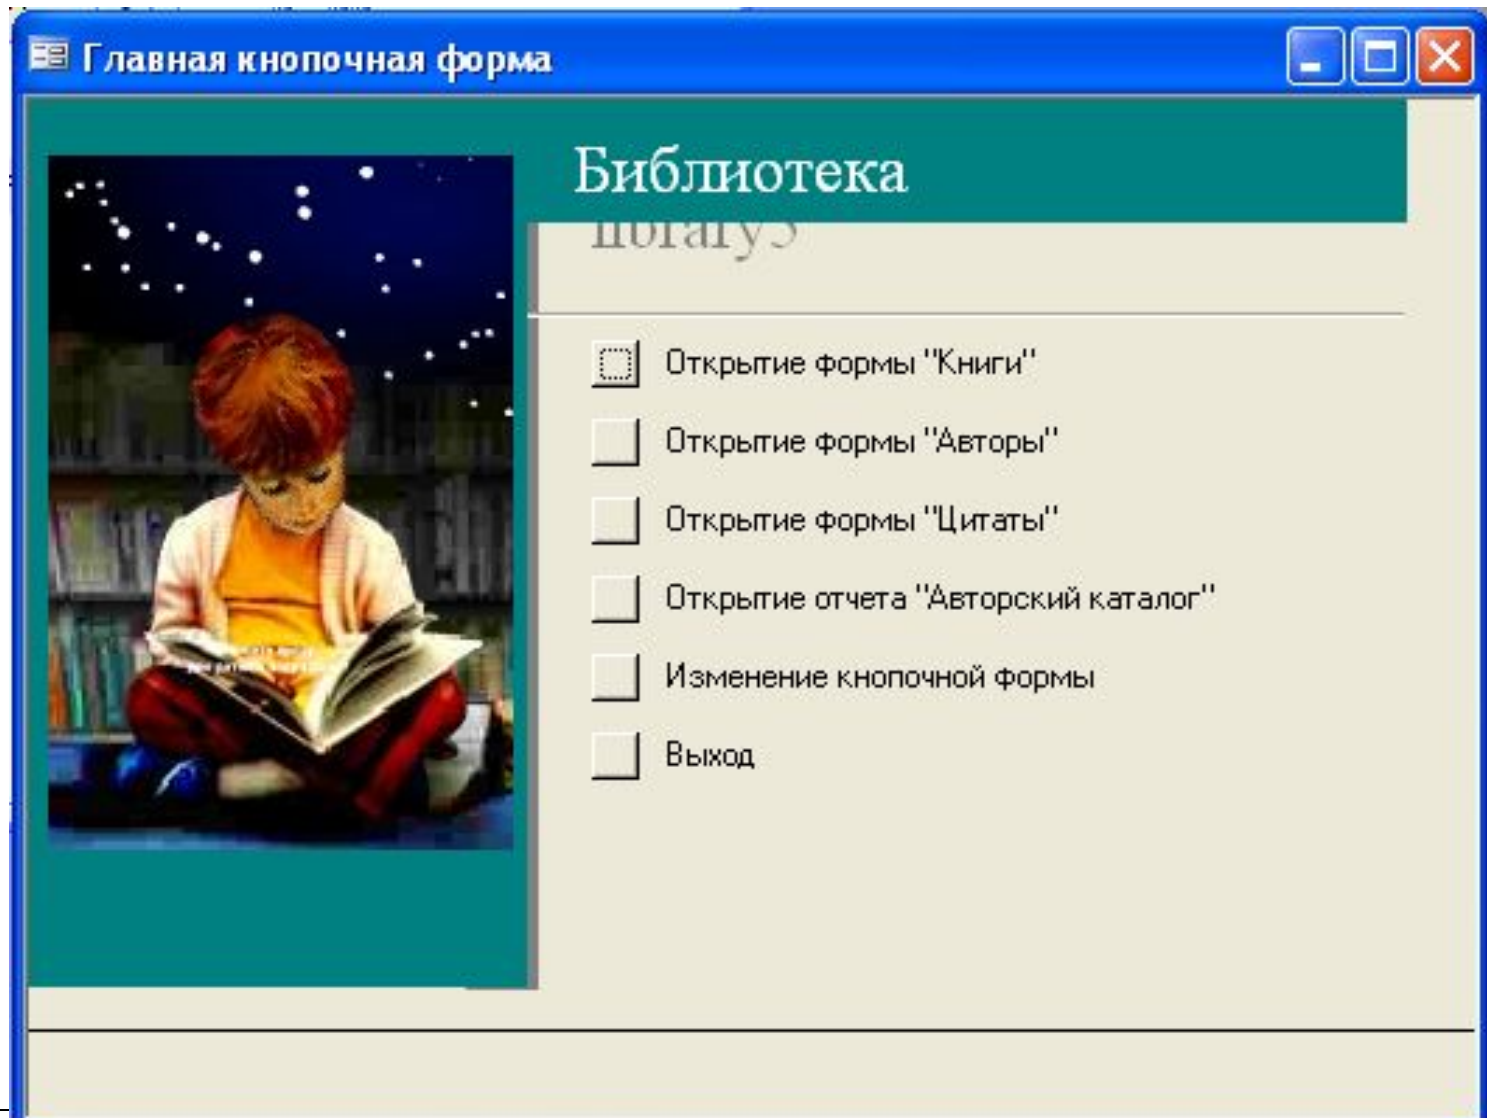 Главная кнопочная форма
Библиотека
library3
Открытие формы "Книги"
Открытие формы "Авторы"
Открытие формы "Цитаты"
Открытие отчета "Авторский каталог"
Изменение кнопочной формы
Выход